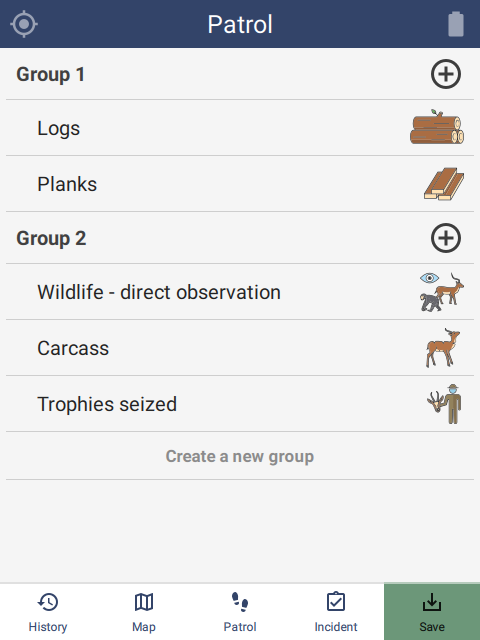 Patrol
Group 1
Logs
Planks
Group 2
Wildlife - direct observation
Carcass
Trophies seized
Create a new group
History
Map
Patrol
Incident
Save